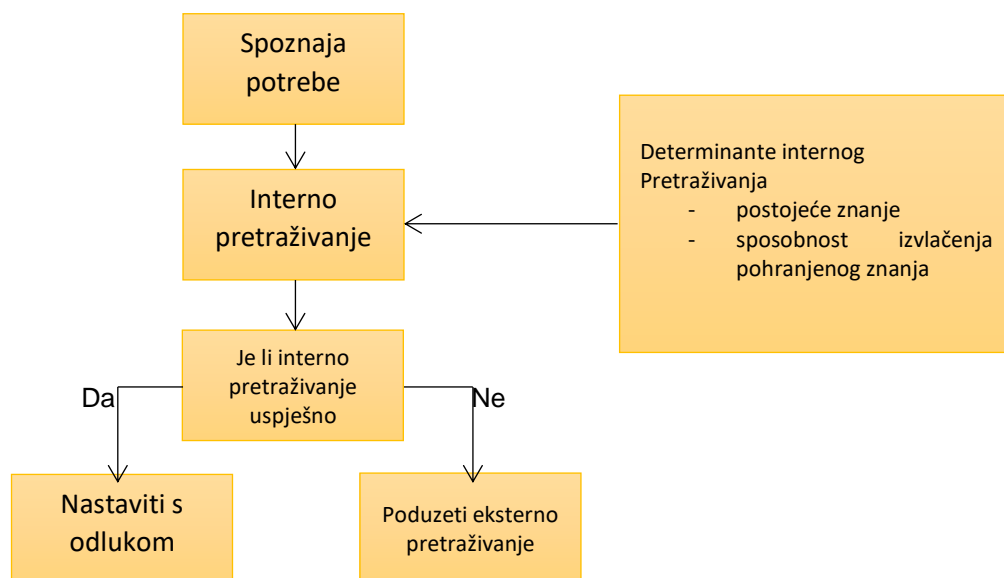 Spoznaja
potrebe
Interno
pretraživanje
Determinante internog
Pretraživanja
- postojeće znanje
- sposobnost izvlačenja
pohranjenog znanja
Je li interno
pretraživanje
uspješno
Da
Ne
Nastaviti s
odlukom
Poduzeti eksterno
pretraživanje